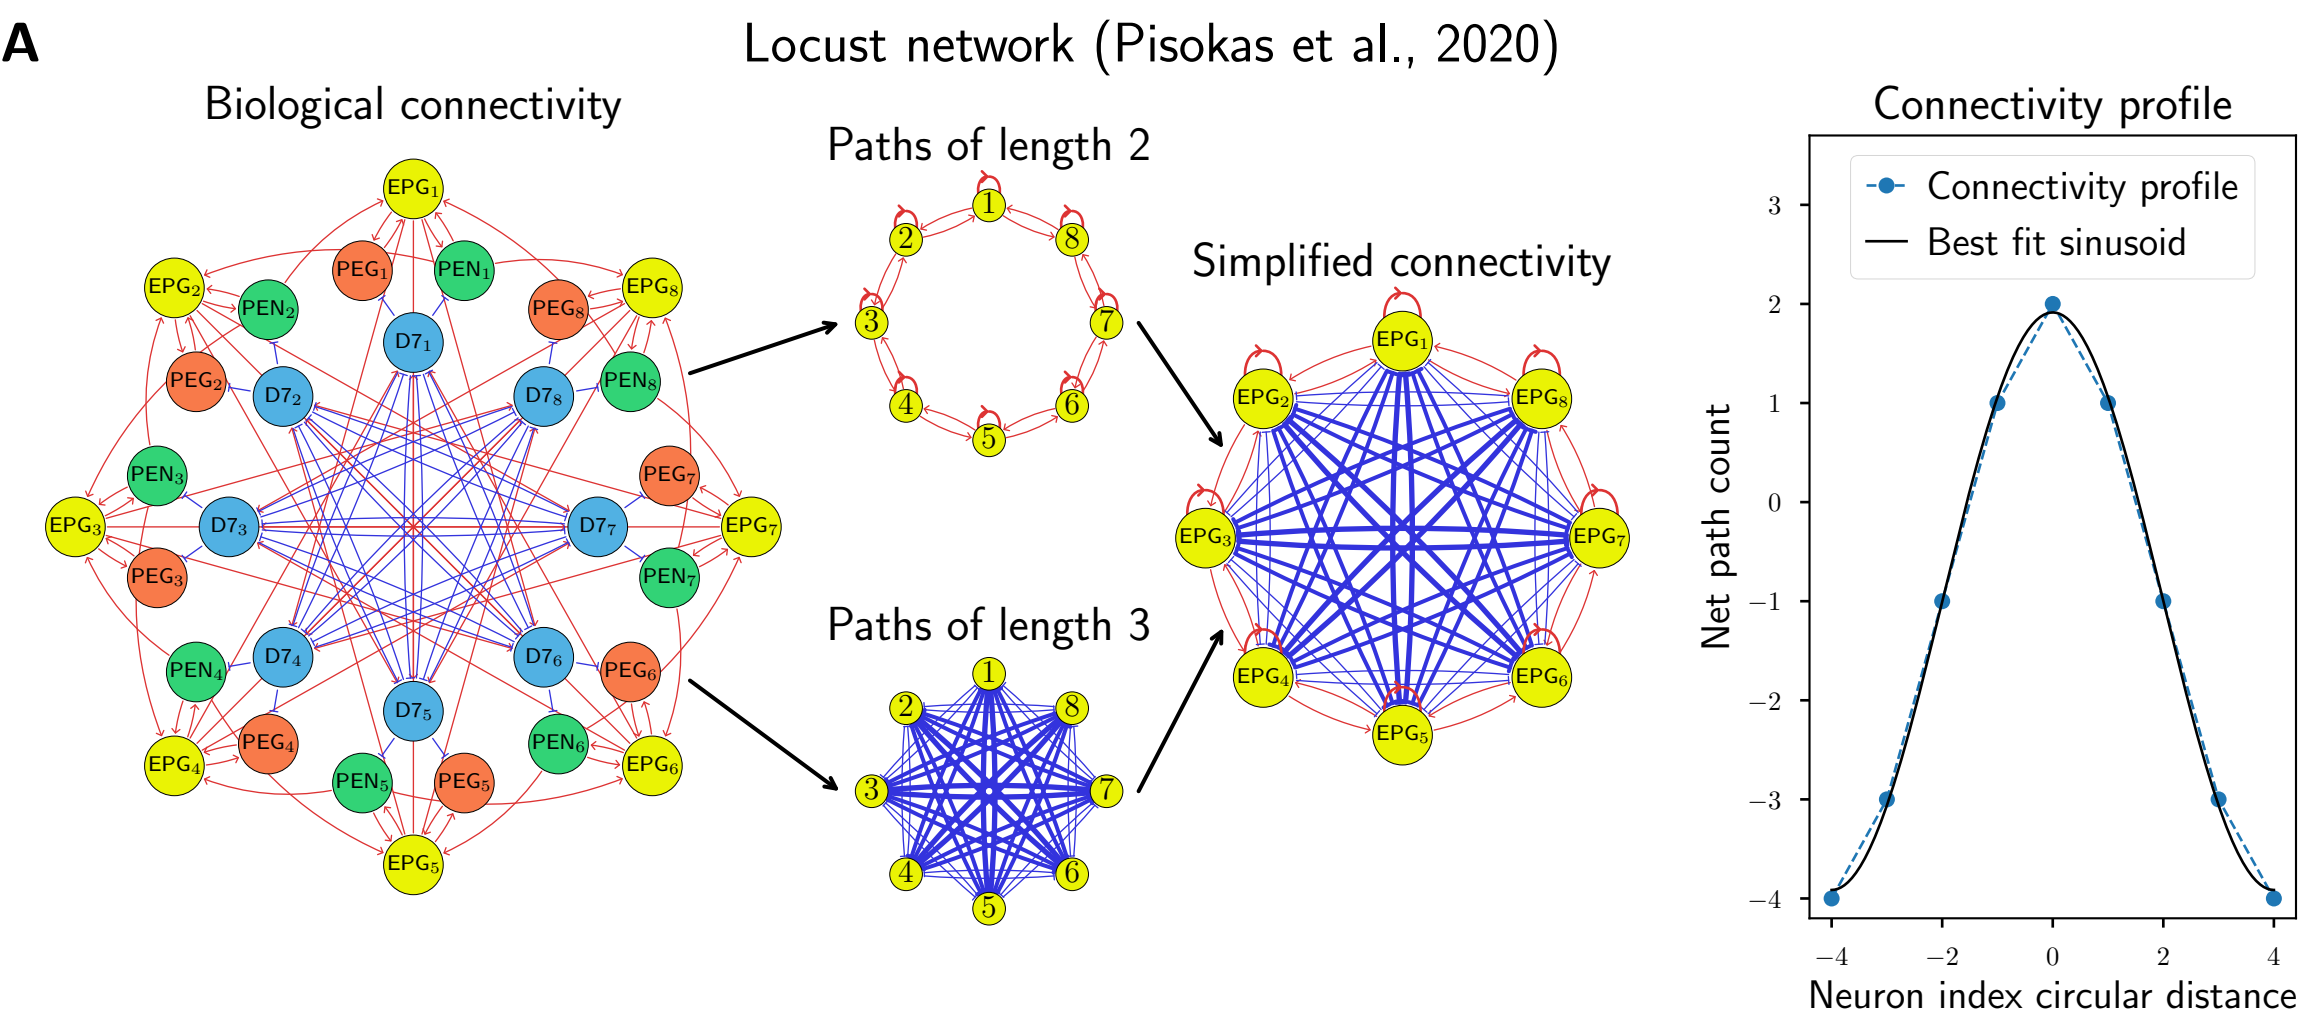 A
Locust network (Pisokas et al., 2020)
Biological connectivity
EPG1
PEG1
PEN1
EPG2
PEN2
PEG8
EPG8
D71
PEG2
D72
D78
PEN8
PEN3
PEG7
EPG3
D73
D77
EPG7
PEG3
PEN7
PEN4
D74
D76
PEG6
PEG4
D75
PEN6
EPG4
PEN5
PEG5
EPG6
EPG5
Paths of length 2
1
2
8
3
7
4
6
5
Paths of length 3
1
2
8
3
7
4
6
5
Simplified connectivity
EPG1
EPG2
EPG8
EPG3
EPG7
EPG4
EPG6
EPG5
Connectivity profile
Connectivity profile
Best fit sinusoid
Net path count
3
2
1
0
−1
−2
−3
−4
−4
−2
0
2
4
Neuron index circular distance